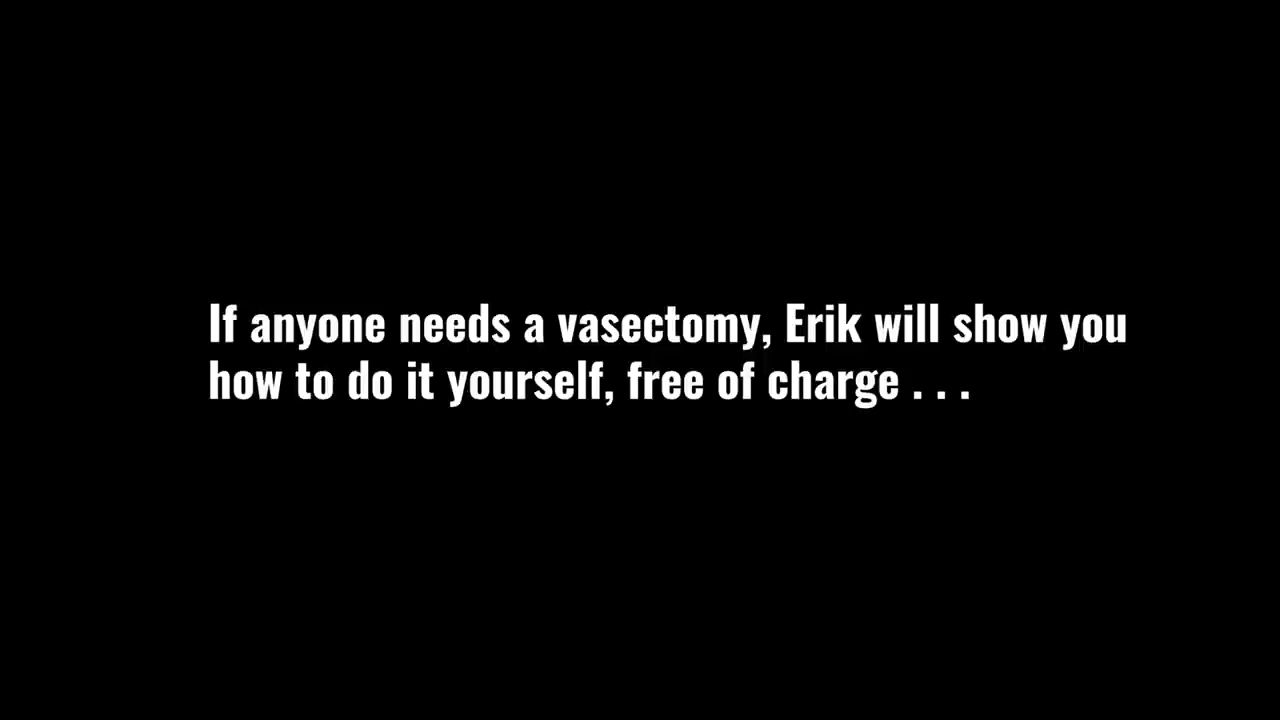 If anyone needs a vasectomy, Erik will show you
how to do it yourself, free of charge . . .